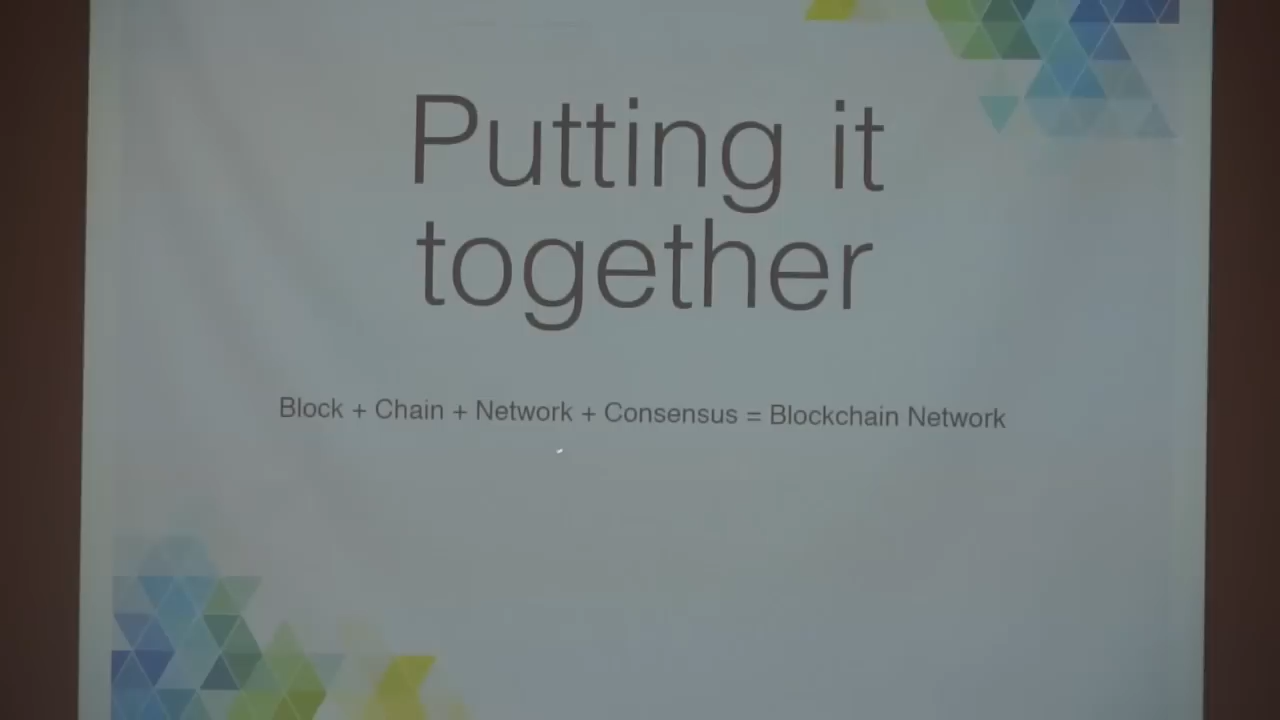 Putting it
together
Block + Chain + Network + Consensus = Blockchain Network